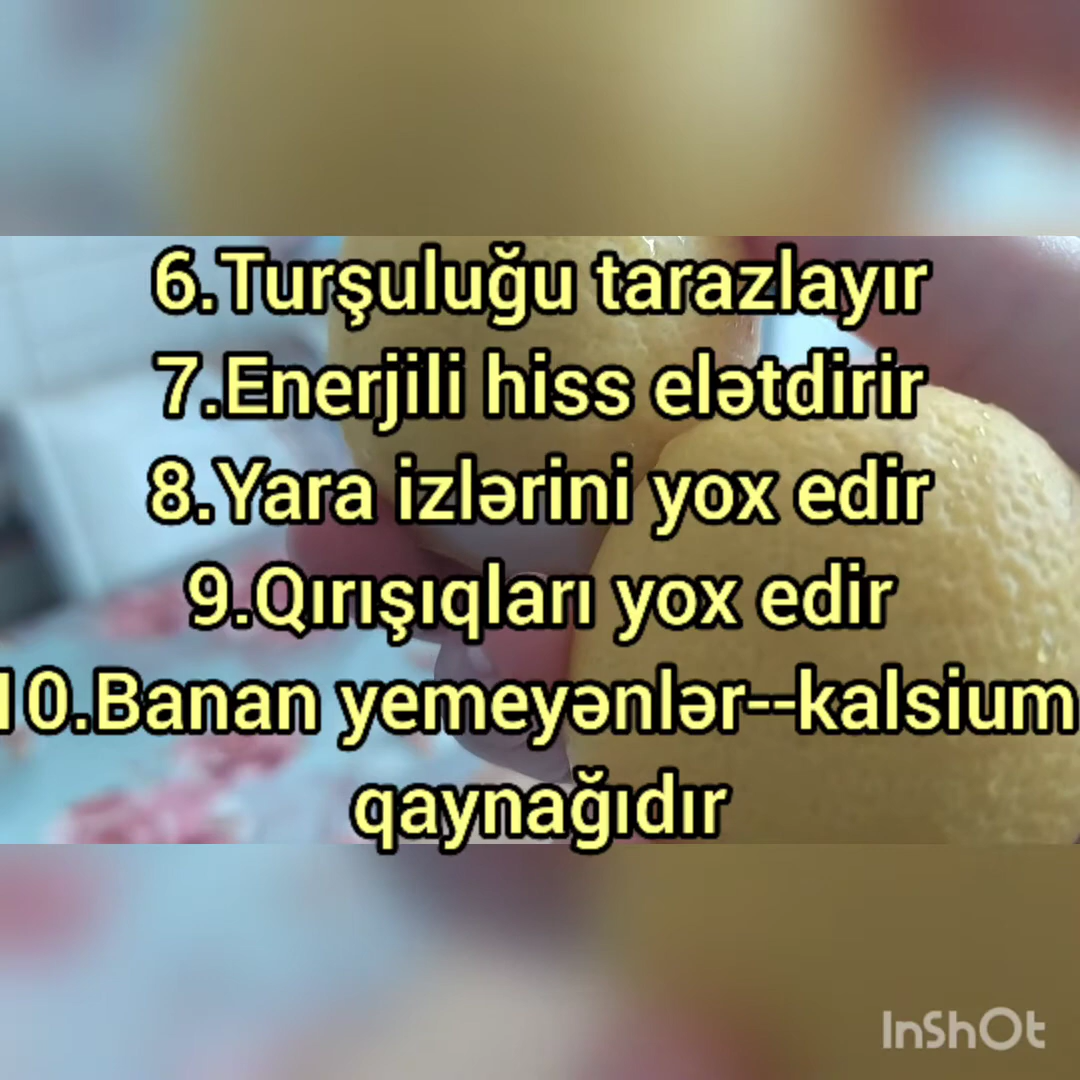 6.Turşuluğu tarazlayır
7.Enerjili hiss elətdirir
8.Yara izlərini yox edir
9.Qırışıqları yox edir
10.Banan yemeyənlər--kalsium
qaynağıdır
InShOt